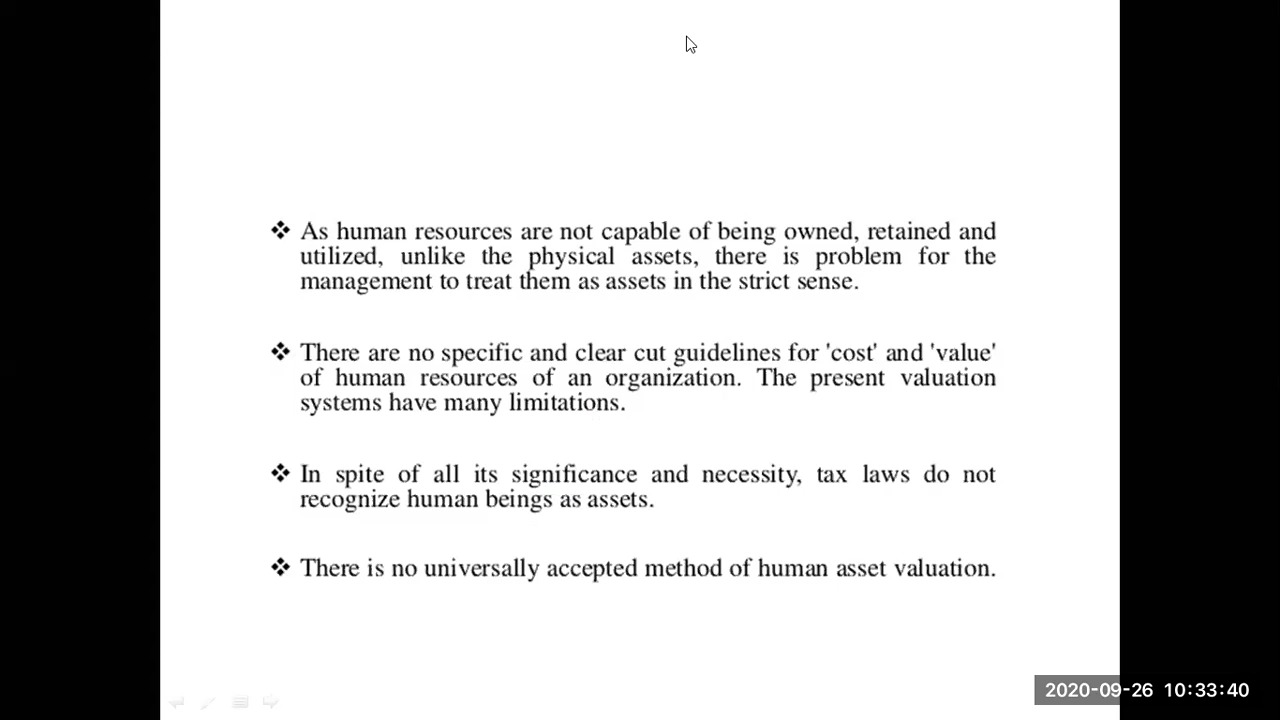 ❖ As human resources are not capable of being owned, retained and
utilized, unlike the physical assets, there is problem for the
management to treat them as assets in the strict sense.
❖ There are no specific and clear cut guidelines for 'cost' and 'value'
of human resources of an organization. The present valuation
systems have many limitations.
❖ In spite of all its significance and necessity, tax laws do not
recognize human beings as assets.
❖ There is no universally accepted method of human asset valuation.
2020-09-26 10:33:40